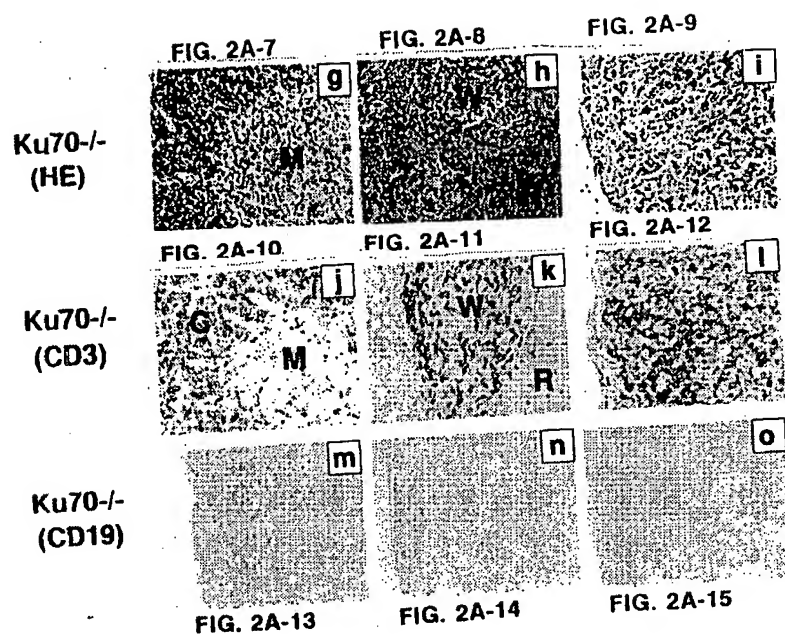 FIG. 2A-7 FIG. 2A-8 FIG. 2A-9
g h i
Ku70-/-
(HE)
M W
FIG. 2A-10 FIG. 2A-11 FIG. 2A-12
j k l
Ku70-/-
(CD3)
G M W R
m n o
Ku70-/-
(CD19)
FIG. 2A-13 FIG. 2A-14 FIG. 2A-15